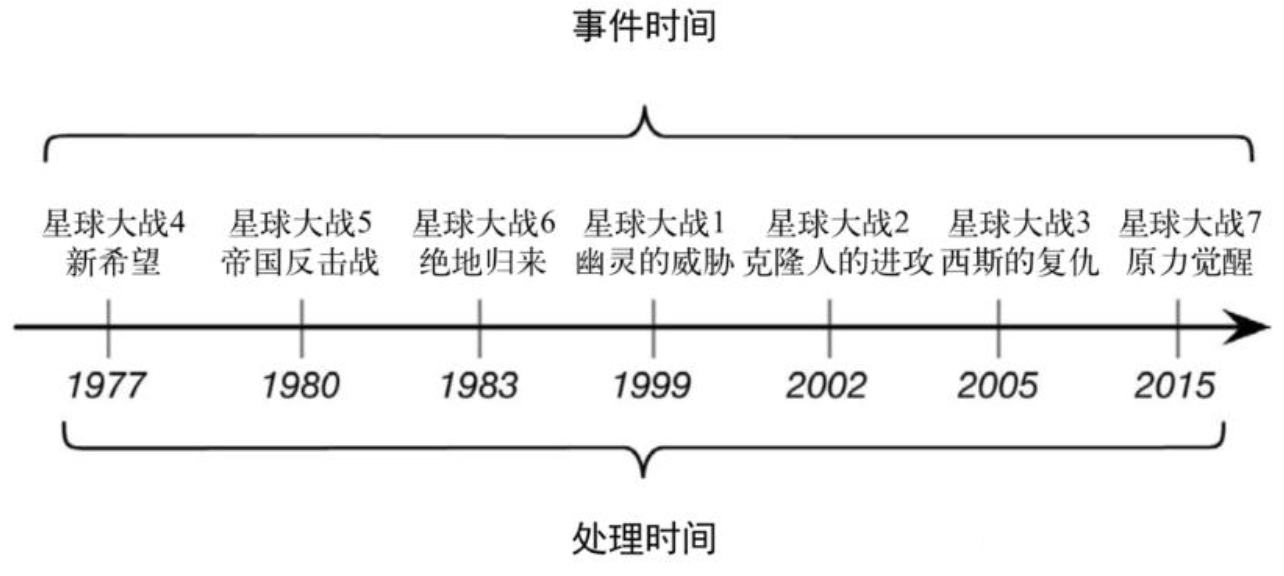 事件时间
星球大战4 星球大战5 星球大战6 星球大战1 星球大战2 星球大战3 星球大战7
新希望 帝国反击战 绝地归来 幽灵的威胁 克隆人的进攻 西斯的复仇 原力觉醒
1977 1980 1983 1999 2002 2005 2015
处理时间